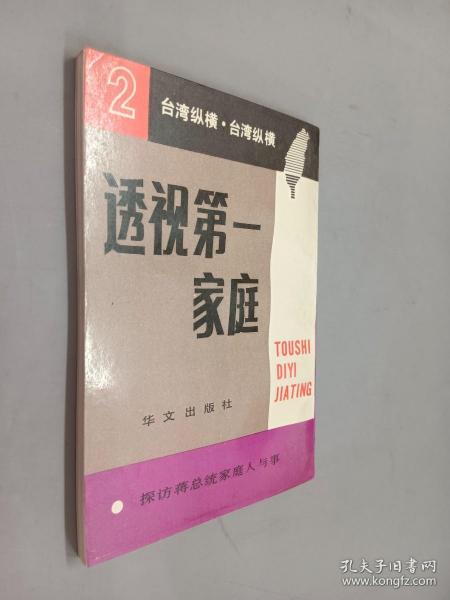 2
台湾纵横·台湾纵横
透视第一
家庭
TOUSHI
DIYI
JIATING
华文出版社
探访蒋总统家庭人与事
孔夫子旧书网
www.kongfz.com